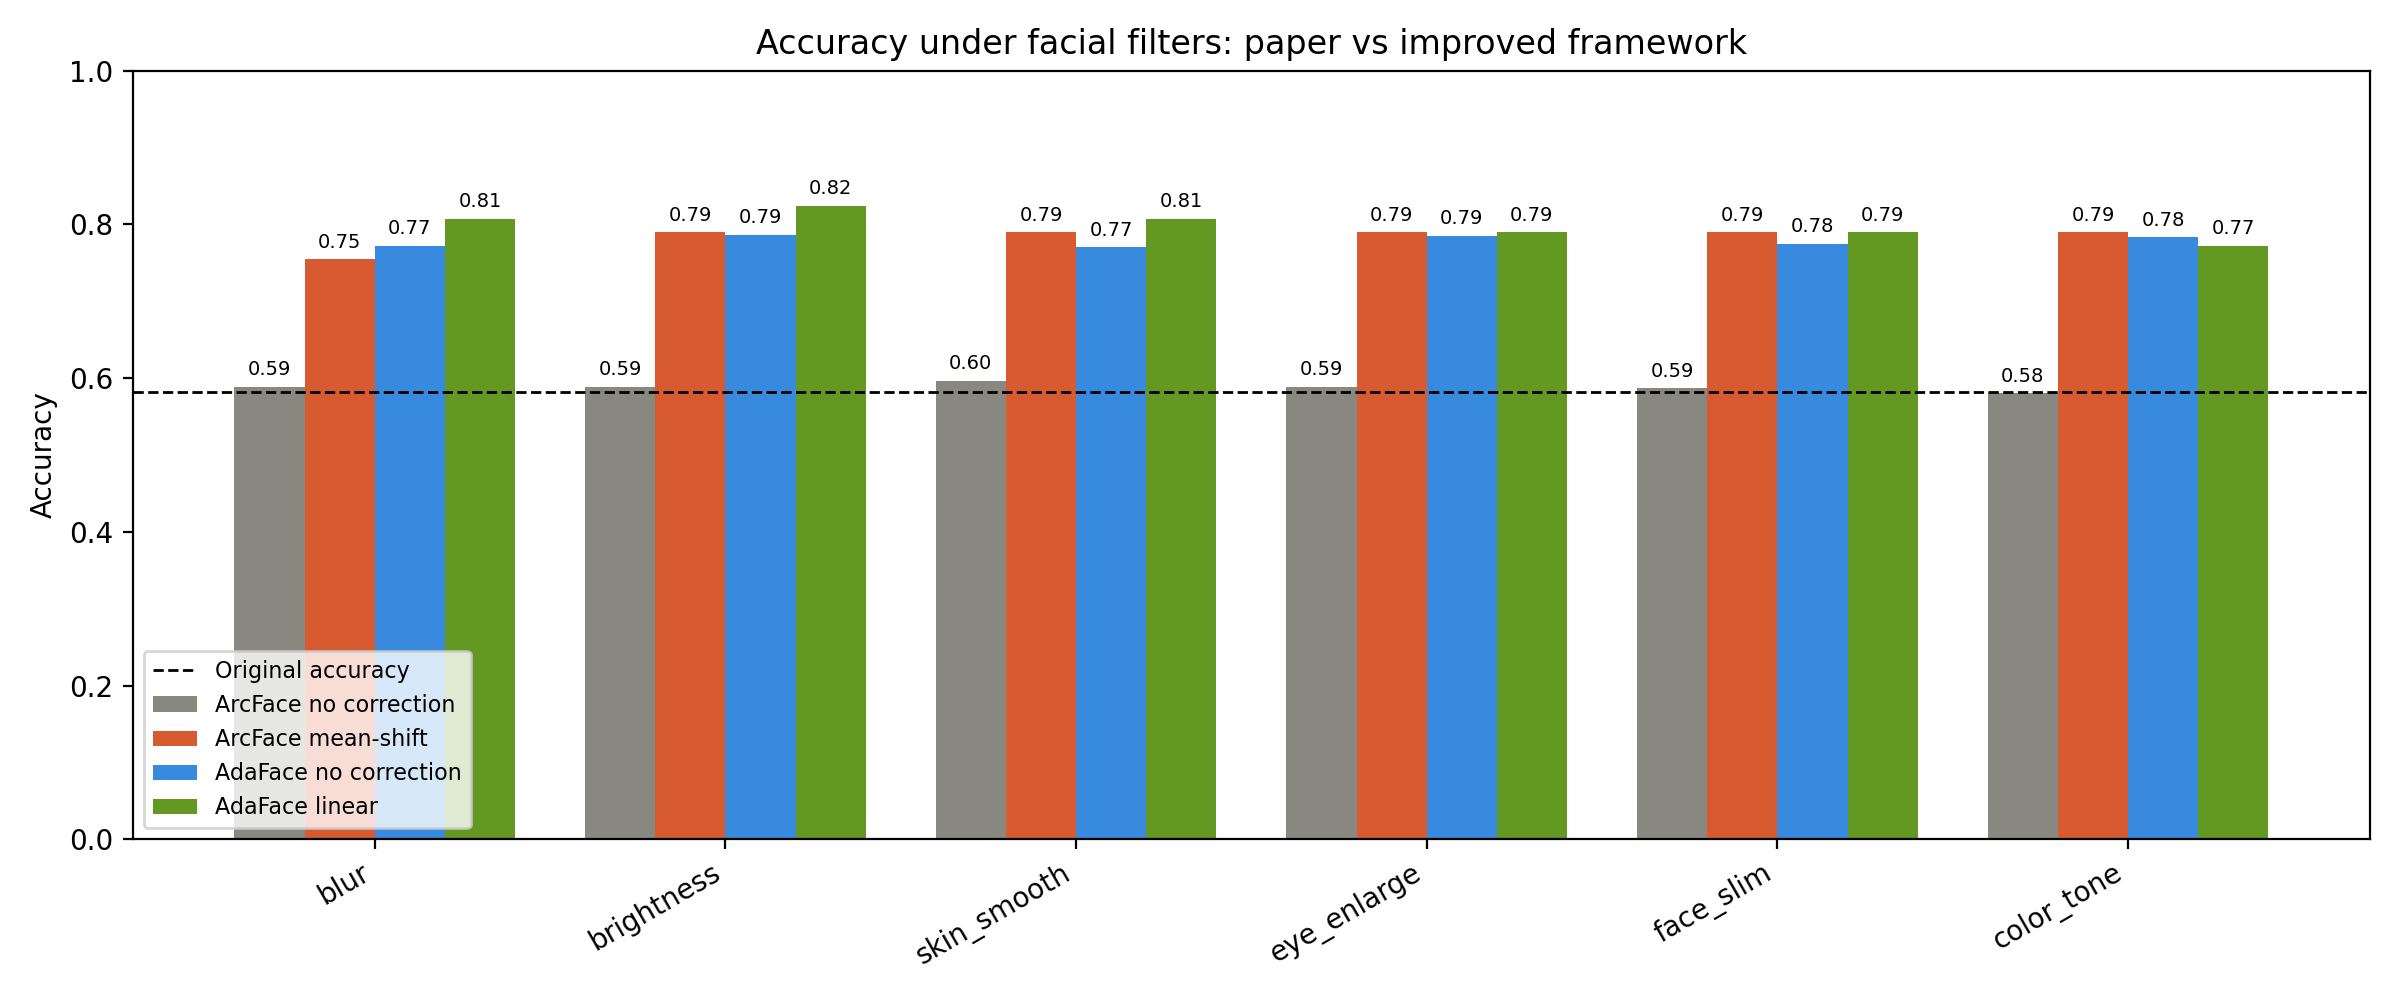 Accuracy under facial filters: paper vs improved framework
Accuracy
1.0
0.8
0.6
0.4
0.2
0.0
0.59 0.75 0.77 0.81
0.59 0.79 0.79 0.82
0.60 0.79 0.77 0.81
0.59 0.79 0.79 0.79
0.59 0.79 0.78 0.79
0.58 0.79 0.78 0.77
Original accuracy
ArcFace no correction
ArcFace mean-shift
AdaFace no correction
AdaFace linear
blur
brightness
skin_smooth
eye_enlarge
face_slim
color_tone